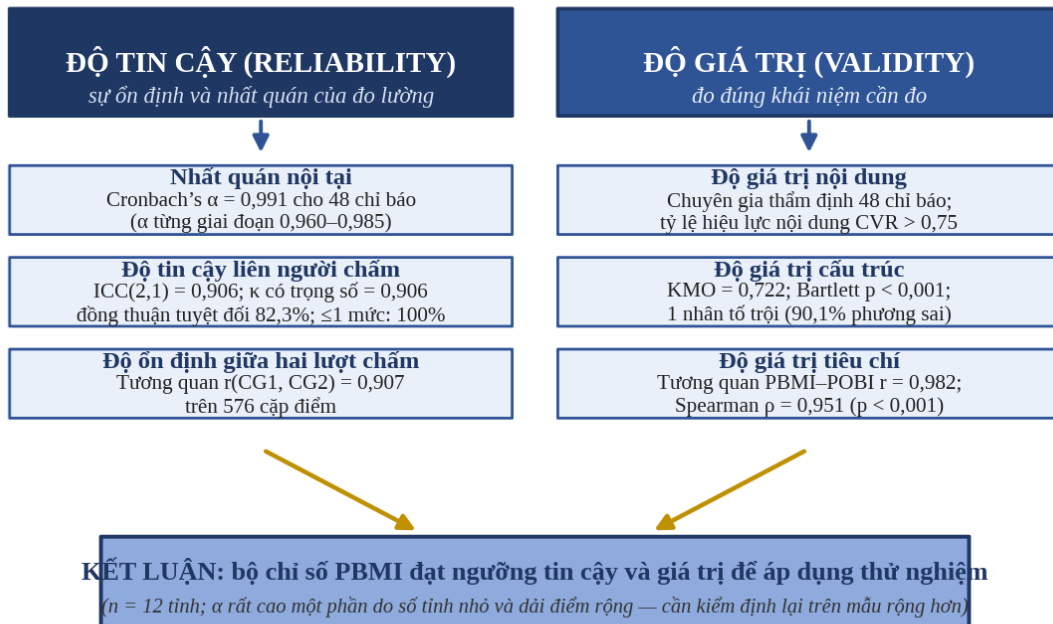 ĐỘ TIN CẬY (RELIABILITY)
sự ổn định và nhất quán của đo lường
Nhất quán nội tại
Cronbach’s α = 0,991 cho 48 chỉ báo
(α từng giai đoạn 0,960–0,985)
Độ tin cậy liên người chấm
ICC(2,1) = 0,906; κ có trọng số = 0,906
đồng thuận tuyệt đối 82,3%; ≤1 mức: 100%
Độ ổn định giữa hai lượt chấm
Tương quan r(CG1, CG2) = 0,907
trên 576 cặp điểm
ĐỘ GIÁ TRỊ (VALIDITY)
đo đúng khái niệm cần đo
Độ giá trị nội dung
Chuyên gia thẩm định 48 chỉ báo;
tỷ lệ hiệu lực nội dung CVR > 0,75
Độ giá trị cấu trúc
KMO = 0,722; Bartlett p < 0,001;
1 nhân tố trội (90,1% phương sai)
Độ giá trị tiêu chí
Tương quan PBMI–POBI r = 0,982;
Spearman ρ = 0,951 (p < 0,001)
KẾT LUẬN: bộ chỉ số PBMI đạt ngưỡng tin cậy và giá trị để áp dụng thử nghiệm
(n = 12 tỉnh; α rất cao một phần do số tỉnh nhỏ và dải điểm rộng — cần kiểm định lại trên mẫu rộng hơn)